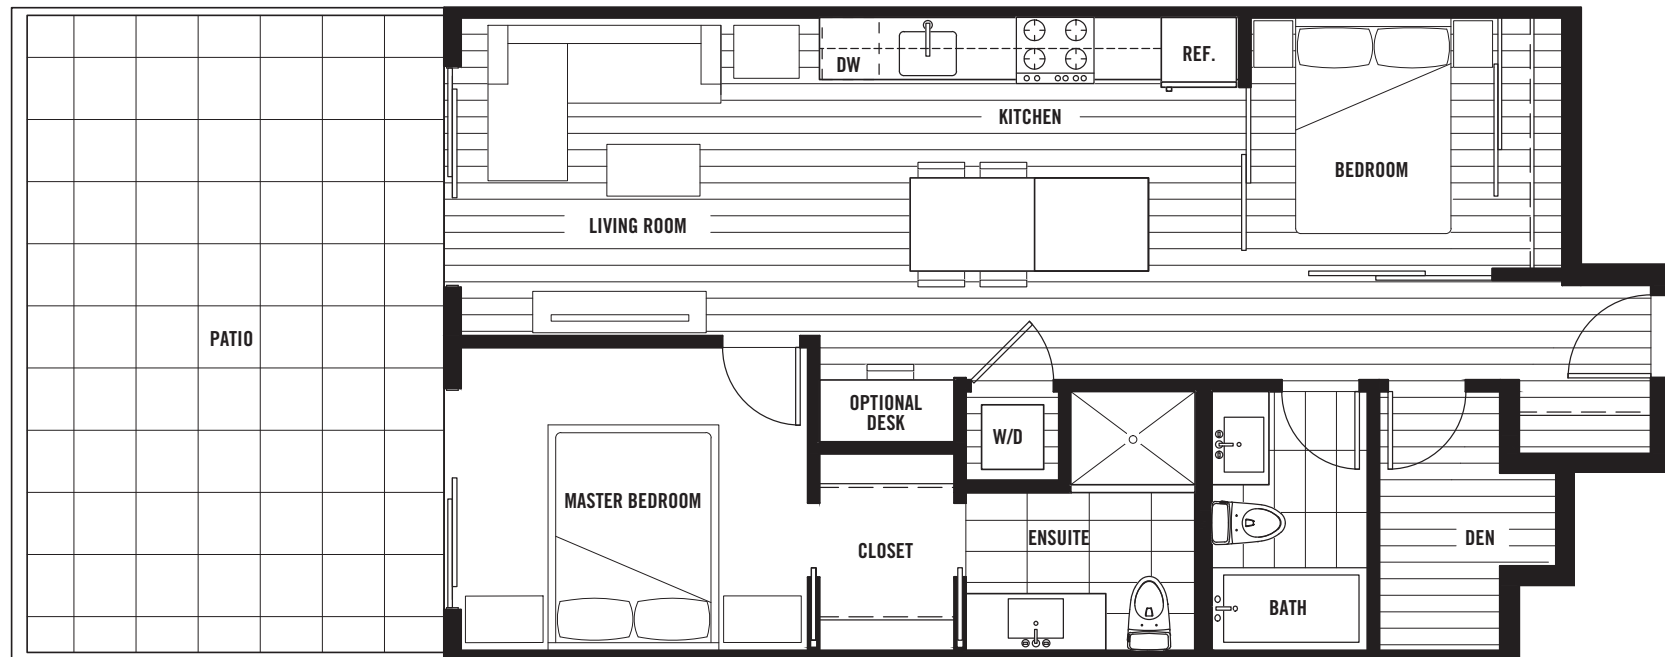 DW
REF.
KITCHEN
BEDROOM
LIVING ROOM
PATIO
OPTIONAL
DESK
W/D
MASTER BEDROOM
CLOSET
ENSUITE
DEN
BATH